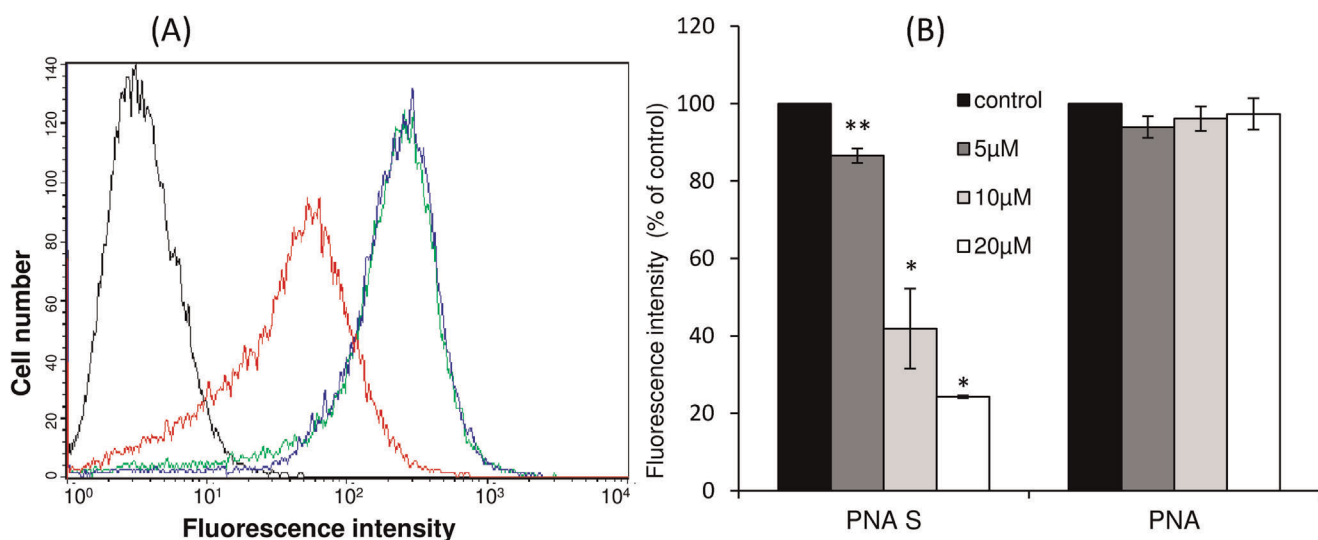 (A)
140
120
100
80
60
40
20
0
Cell number
10⁰ 10¹ 10² 10³ 10⁴
Fluorescence intensity
(B)
120
100
80
60
40
20
0
Fluorescence intensity (% of control)
control
5µM
10µM
20µM
**
*
*
PNA S PNA